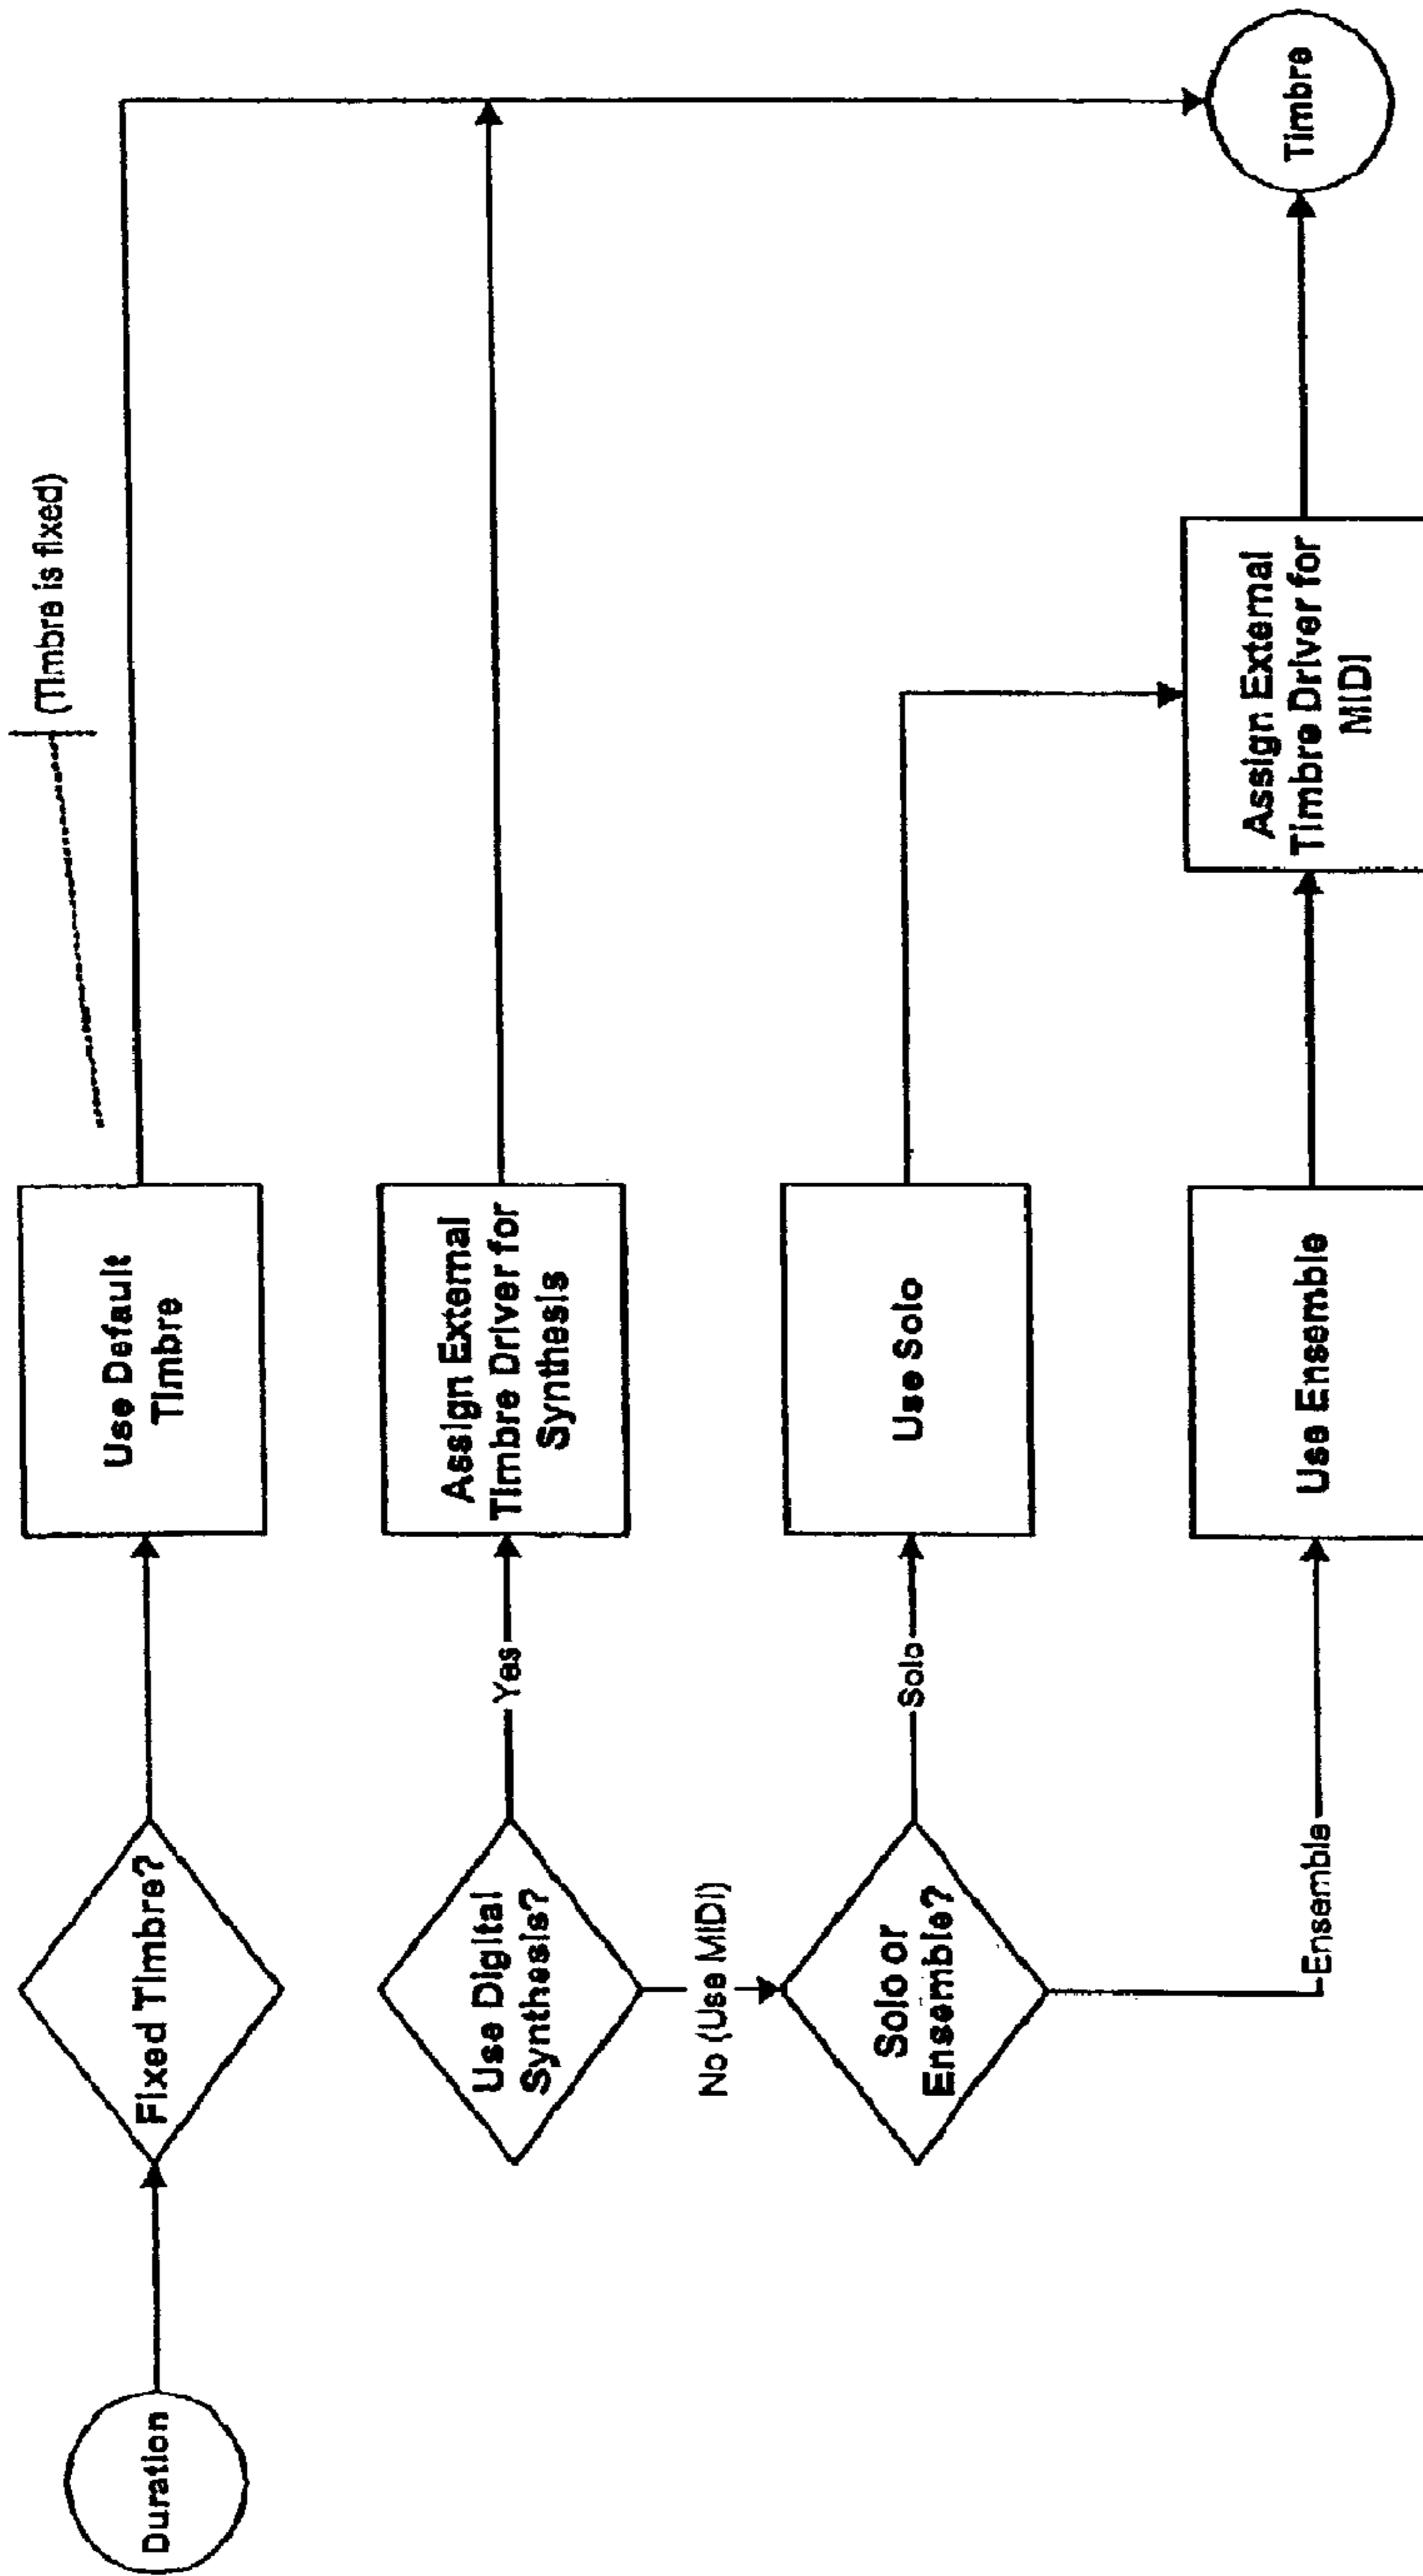 Duration
Fixed Timbre?
Use Default
Timbre
(Timbre is fixed)
Use Digital
Synthesis?
Yes
Assign External
Timbre Driver for
Synthesis
No (Use MIDI)
Solo or
Ensemble?
Solo
Use Solo
Ensemble
Use Ensemble
Assign External
Timbre Driver for
MIDI
Timbre